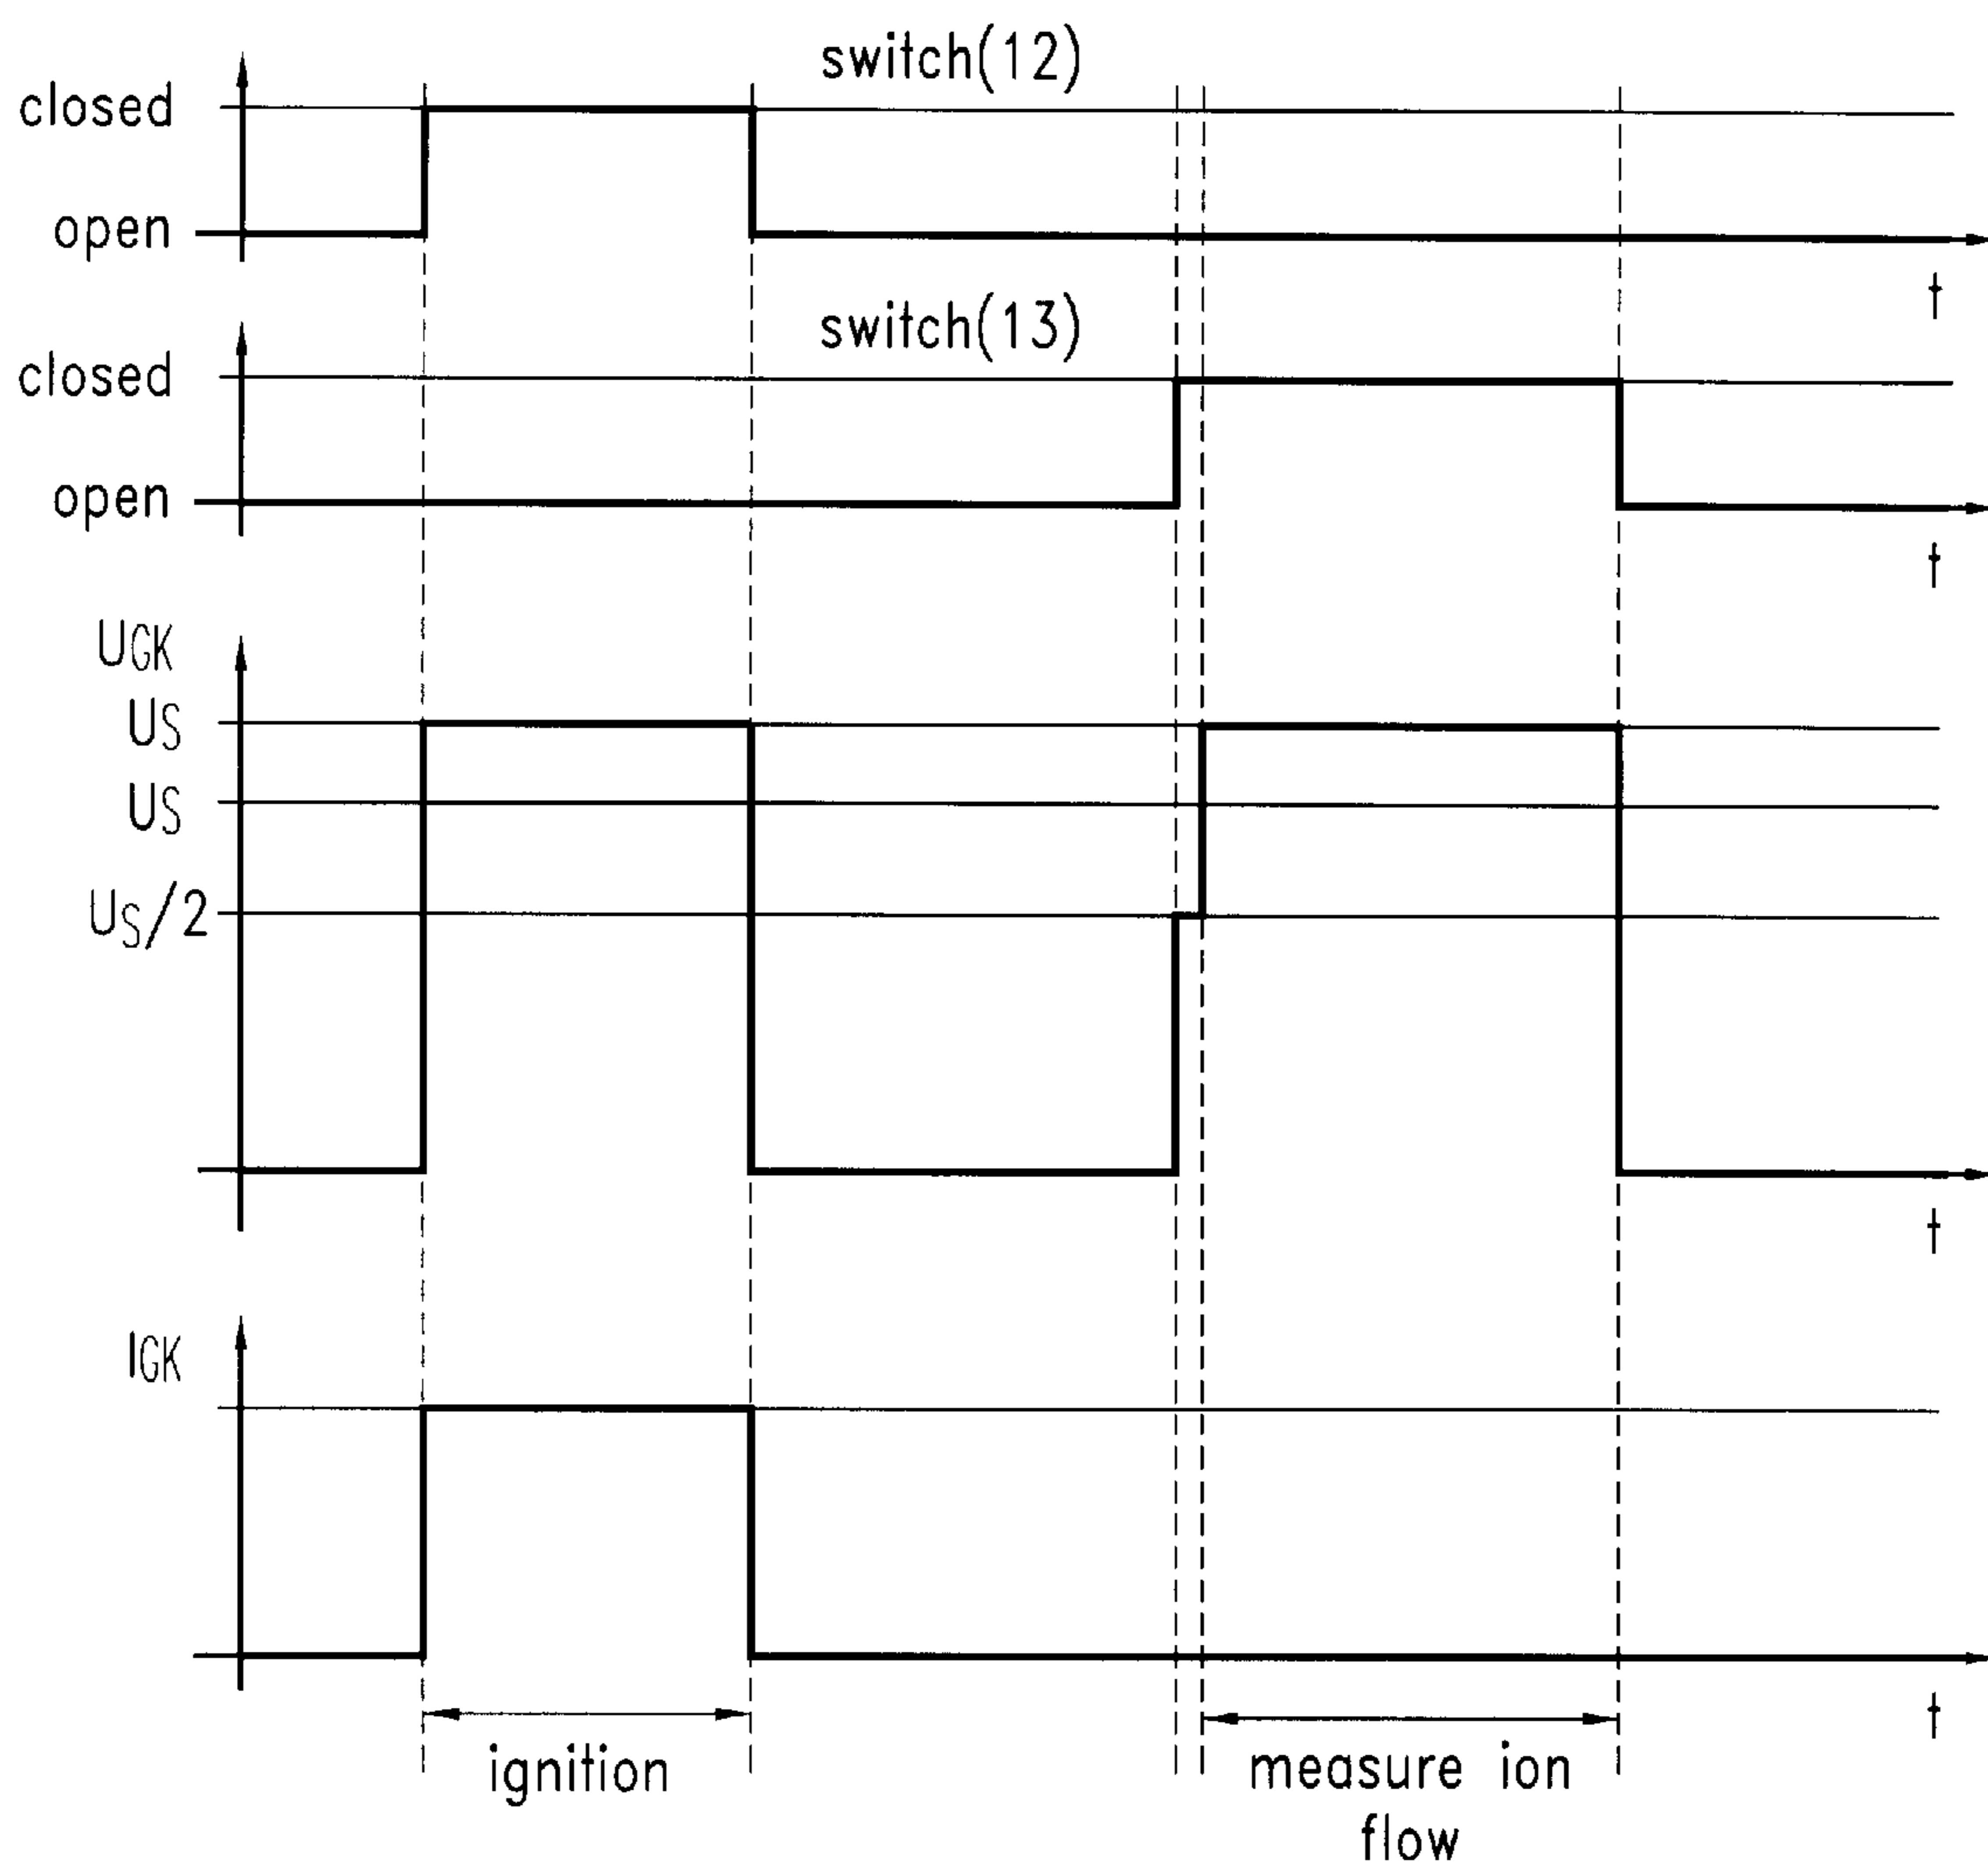 switch(12)
closed
open
t
switch(13)
closed
open
t
UGK
US
US
US/2
t
IGK
t
ignition
measure ion
flow